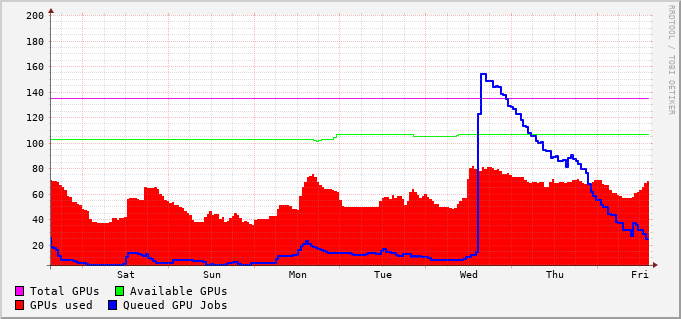 200
180
160
140
120
100
80
60
40
20
Sat Sun Mon Tue Wed Thu Fri
Total GPUs Available GPUs
GPUs used Queued GPU Jobs
RRDTOOL / TOBI OETIKER